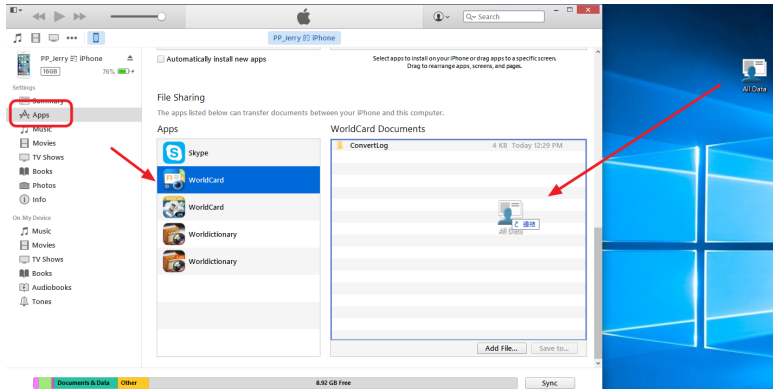 Search
PP_Jerry 的 iPhone
PP_Jerry 的 iPhone
16GB
76%
Settings
Summary
Apps
Music
Movies
TV Shows
Books
Photos
Info
On My Device
Music
Movies
TV Shows
Books
Audiobooks
Tones
Automatically install new apps
Select apps to install on your iPhone or drag apps to a specific screen.
Drag to rearrange apps, screens, and pages.
File Sharing
The apps listed below can transfer documents between your iPhone and this computer.
Apps
Skype
WorldCard
WorldCard
Worldictionary
Worldictionary
WorldCard Documents
ConvertLog 4 KB Today 12:29 PM
All Data
Add File... Save to...
All Data
Documents & Data Other 8.92 GB Free Sync